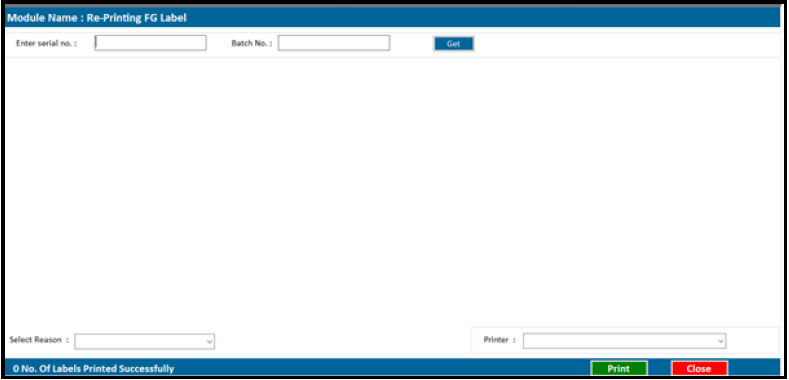 Module Name : Re-Printing FG Label
Enter serial no. : Batch No. : Get
Select Reason : Printer :
0 No. Of Labels Printed Successfully Print Close